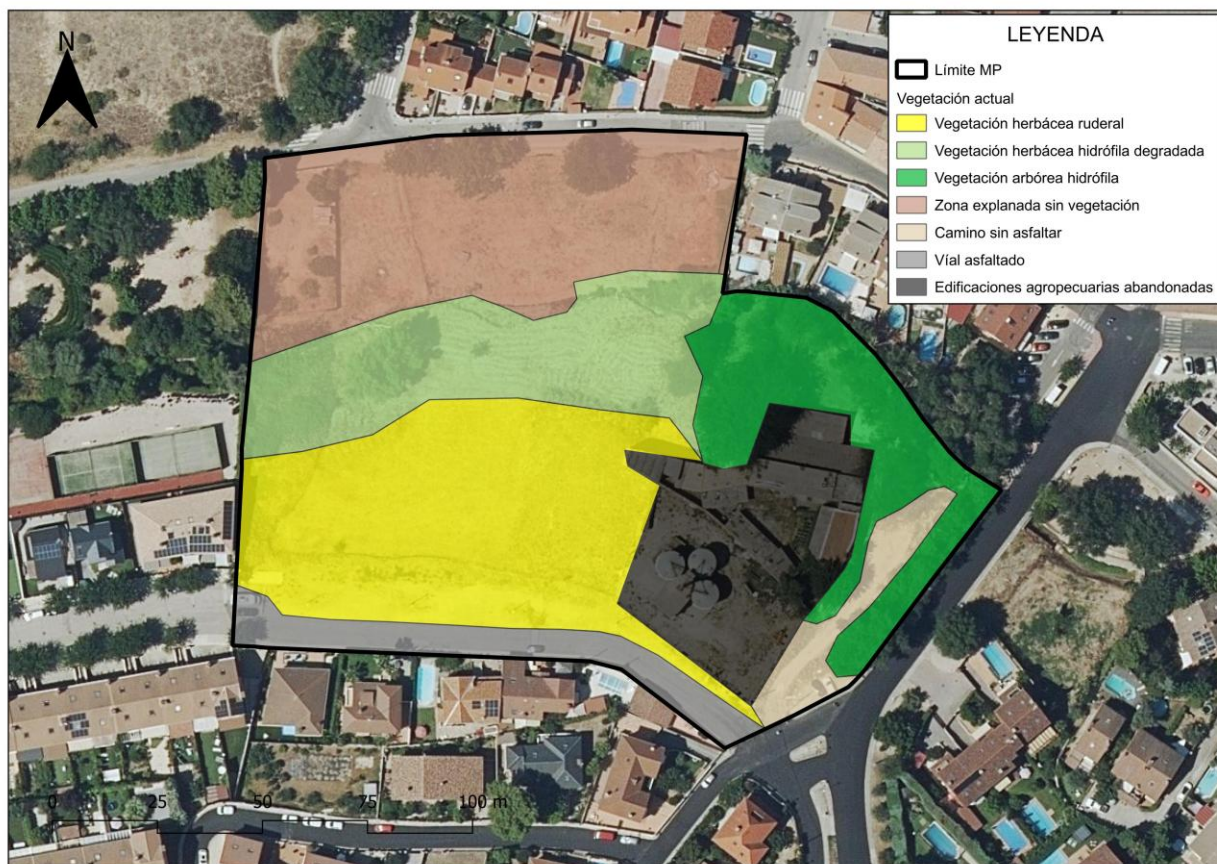 N
LEYENDA
Límite MP
Vegetación actual
Vegetación herbácea ruderal
Vegetación herbácea hidrófila degradada
Vegetación arbórea hidrófila
Zona explanada sin vegetación
Camino sin asfaltar
Víal asfaltado
Edificaciones agropecuarias abandonadas
0 25 50 75 100 m